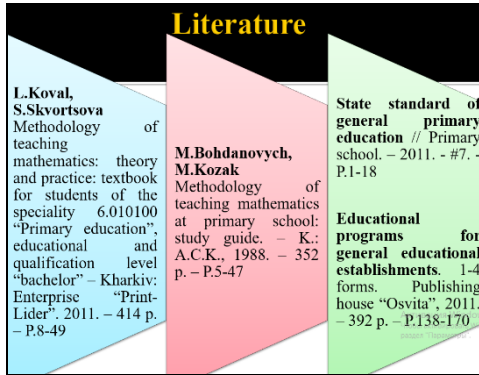 Literature
L.Koval,
S.Skvortsova
Methodology of
teaching
mathematics: theory
and practice: textbook
for students of the
speciality 6.010100
“Primary education”,
educational and
qualification level
“bachelor” – Kharkiv:
Enterprise “Print-
Lider”. 2011. – 414 p.
– P.8-49
M.Bohdanovych,
M.Kozak
Methodology of
teaching mathematics
at primary school:
study guide. – K.:
A.C.K., 1988. – 352
p. – P.5-47
State standard of
general primary
education // Primary
school. – 2011. - #7. -
P.1-18
Educational
programs for
general educational
establishments. 1-4
forms. Publishing
house “Osvita”, 2011.
– 392 p. – P.138-170